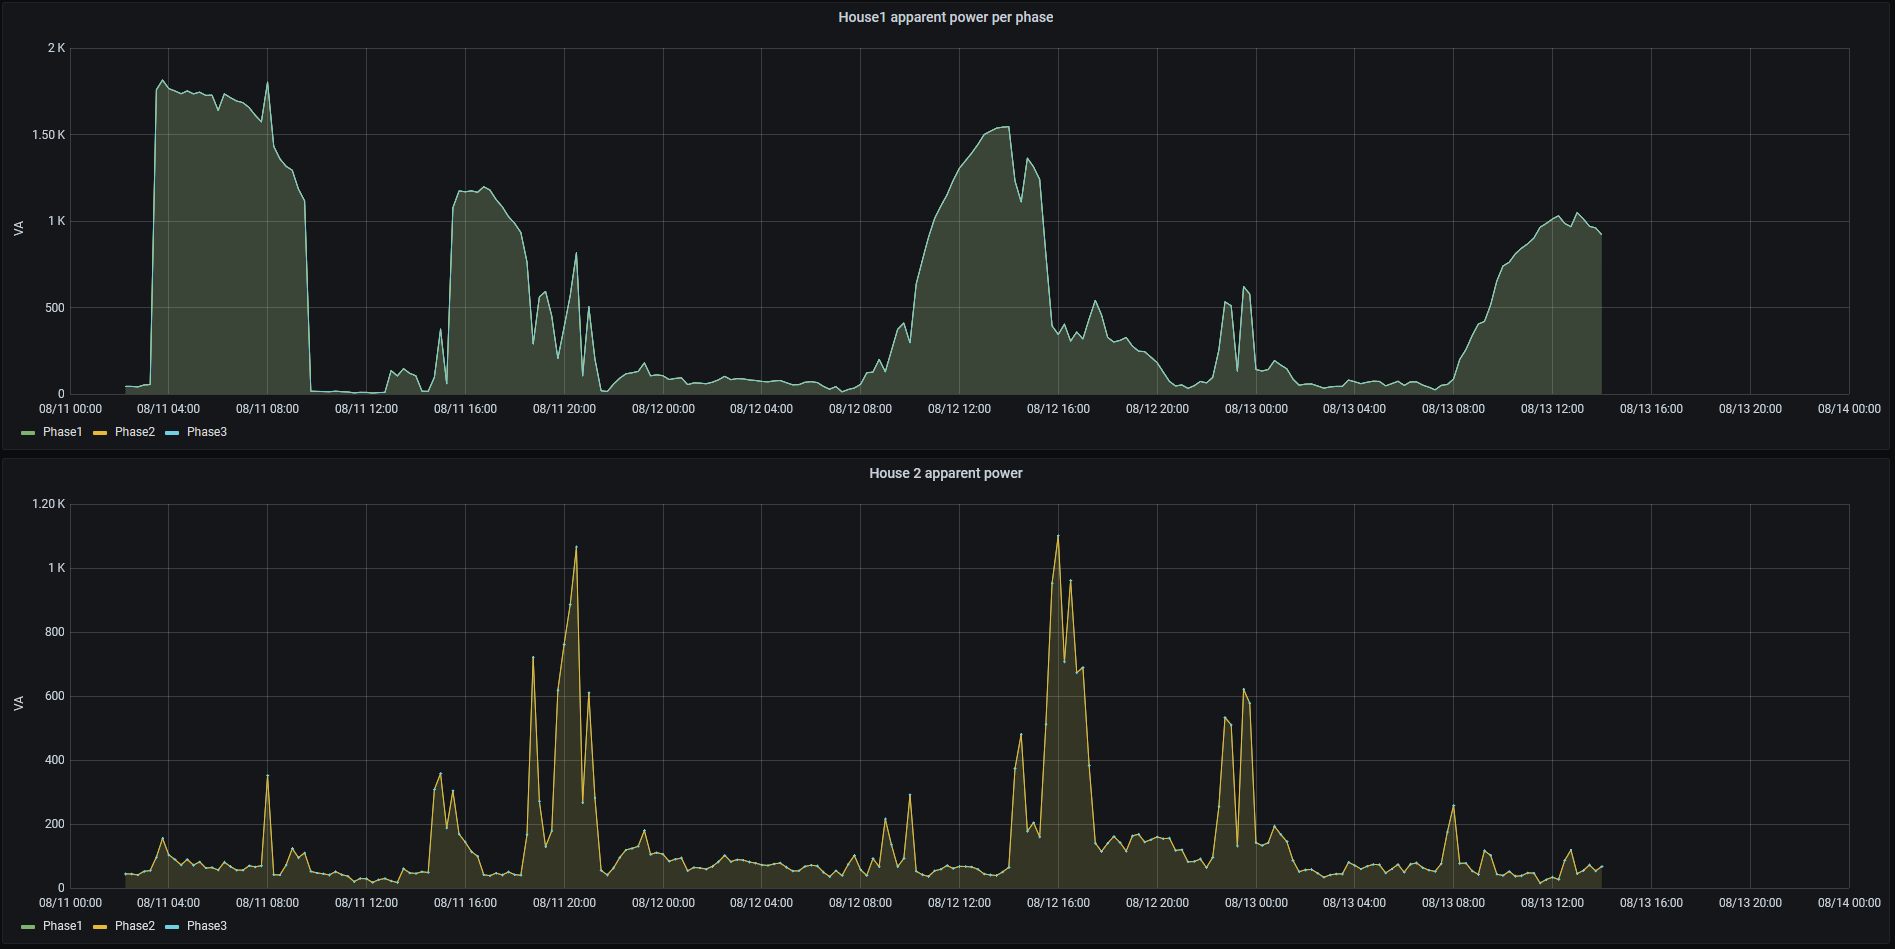 House1 apparent power per phase
2 K
1.50 K
1 K
500
0
VA
08/11 00:00 08/11 04:00 08/11 08:00 08/11 12:00 08/11 16:00 08/11 20:00 08/12 00:00 08/12 04:00 08/12 08:00 08/12 12:00 08/12 16:00 08/12 20:00 08/13 00:00 08/13 04:00 08/13 08:00 08/13 12:00 08/13 16:00 08/13 20:00 08/14 00:00
Phase1 Phase2 Phase3
House 2 apparent power
1.20 K
1 K
800
600
400
200
0
VA
08/11 00:00 08/11 04:00 08/11 08:00 08/11 12:00 08/11 16:00 08/11 20:00 08/12 00:00 08/12 04:00 08/12 08:00 08/12 12:00 08/12 16:00 08/12 20:00 08/13 00:00 08/13 04:00 08/13 08:00 08/13 12:00 08/13 16:00 08/13 20:00 08/14 00:00
Phase1 Phase2 Phase3